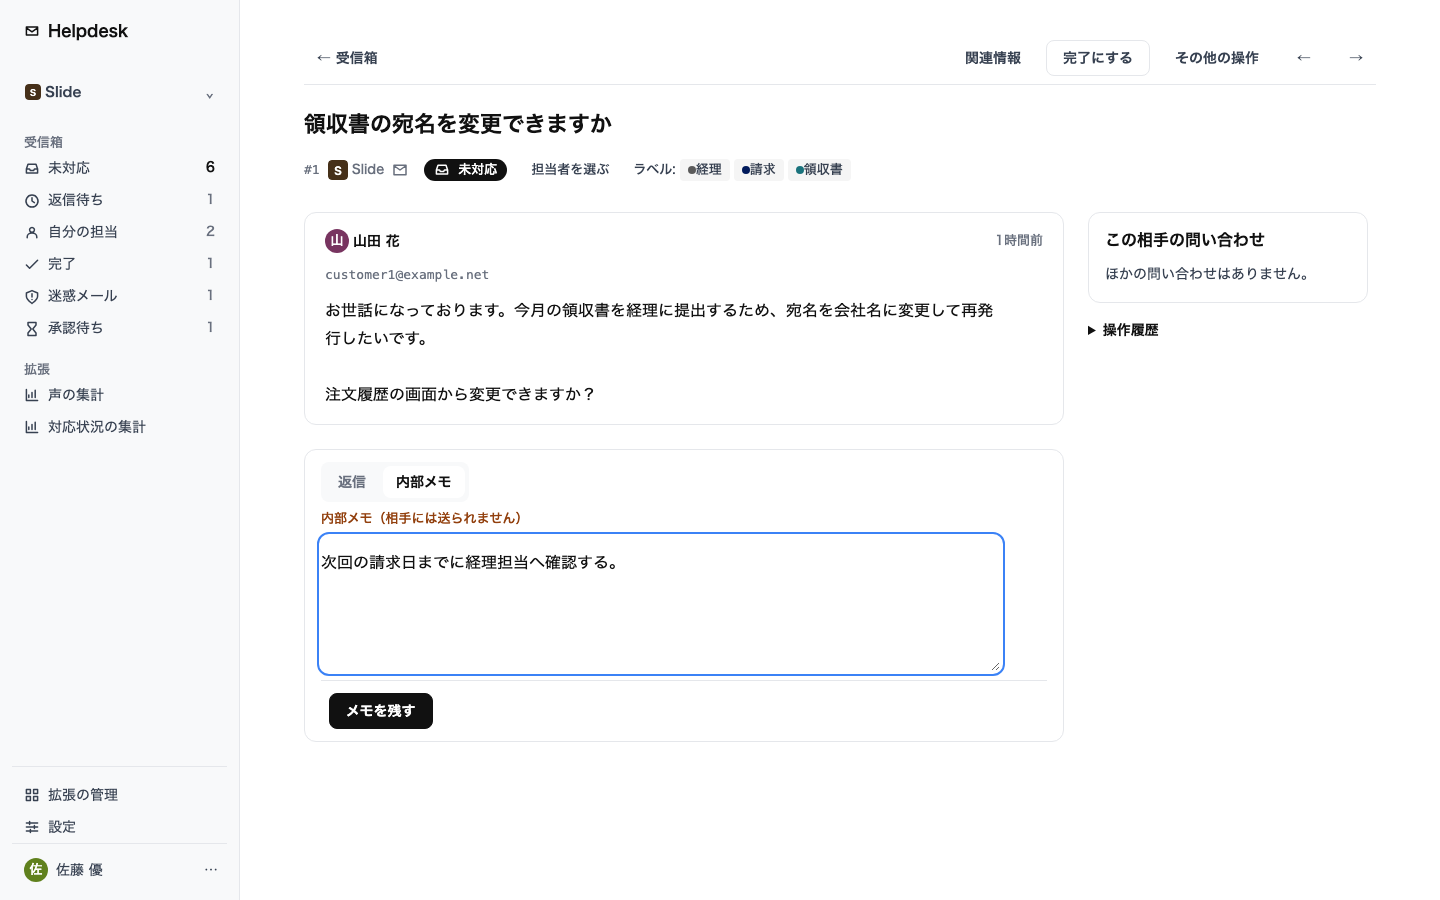 Helpdesk
S Slide
受信箱
未対応 6
返信待ち 1
自分の担当 2
完了 1
迷惑メール 1
承認待ち 1
拡張
声の集計
対応状況の集計
拡張の管理
設定
佐 佐藤 優 ...
← 受信箱 関連情報 完了にする その他の操作 ← →
領収書の宛名を変更できますか
#1 S Slide 未対応 担当者を選ぶ ラベル: 経理 請求 領収書
山 山田 花 1時間前
customer1@example.net
お世話になっております。今月の領収書を経理に提出するため、宛名を会社名に変更して再発
行したいです。
注文履歴の画面から変更できますか？
返信 内部メモ
内部メモ（相手には送られません）
次回の請求日までに経理担当へ確認する。
メモを残す
この相手の問い合わせ
ほかの問い合わせはありません。
操作履歴